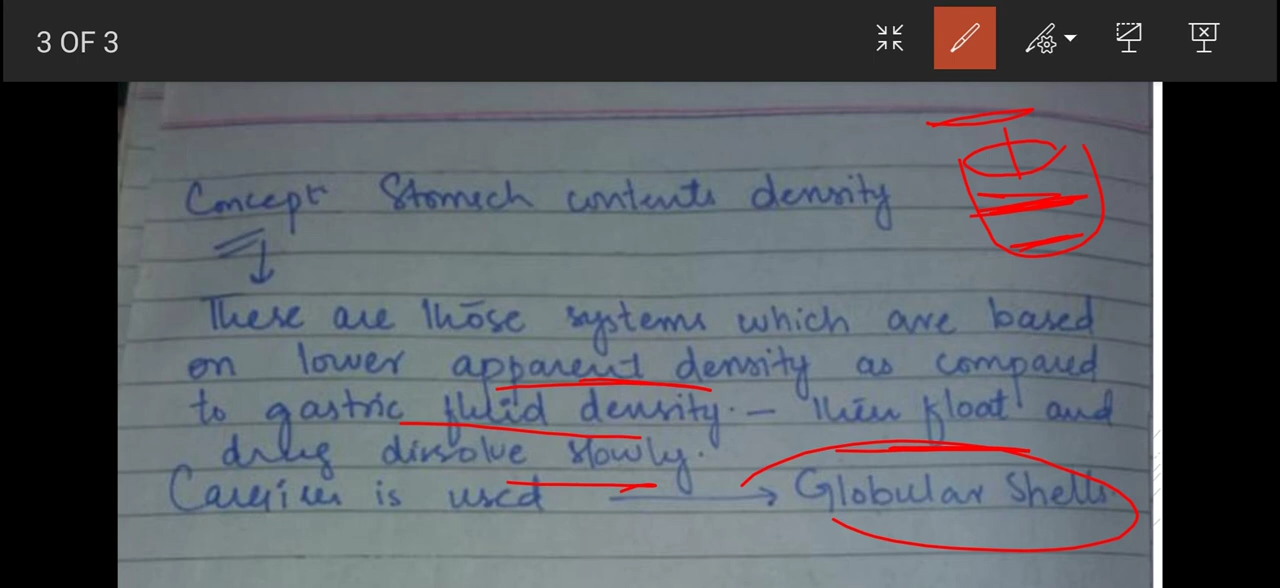 3 OF 3
Concept Stomach contents density
These are those systems which are based
on lower apparent density as compared
to gastric fluid density. - then float and
drug dissolve slowly.
Carrier is used → Globular Shells.